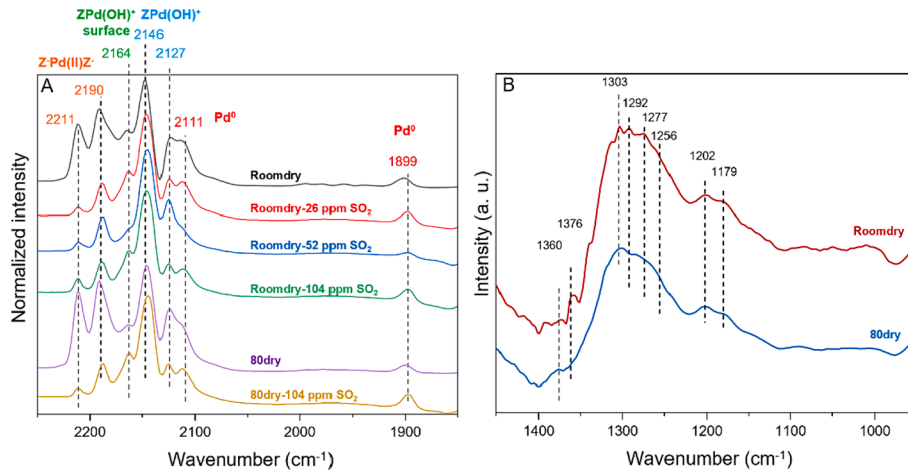 ZPd(OH)⁺ ZPd(OH)⁺
surface
2146
2164 2127
Z⁻Pd(II)Z⁻
2190
2211
2111 Pd⁰
Pd⁰
1899
A
Roomdry
Roomdry-26 ppm SO₂
Roomdry-52 ppm SO₂
Roomdry-104 ppm SO₂
80dry
80dry-104 ppm SO₂
Normalized intensity
2200 2100 2000 1900
Wavenumber (cm⁻¹)
B
1303
1292
1277
1256
1202
1179
1376
1360
Roomdry
80dry
Intensity (a. u.)
1400 1300 1200 1100 1000
Wavenumber (cm⁻¹)